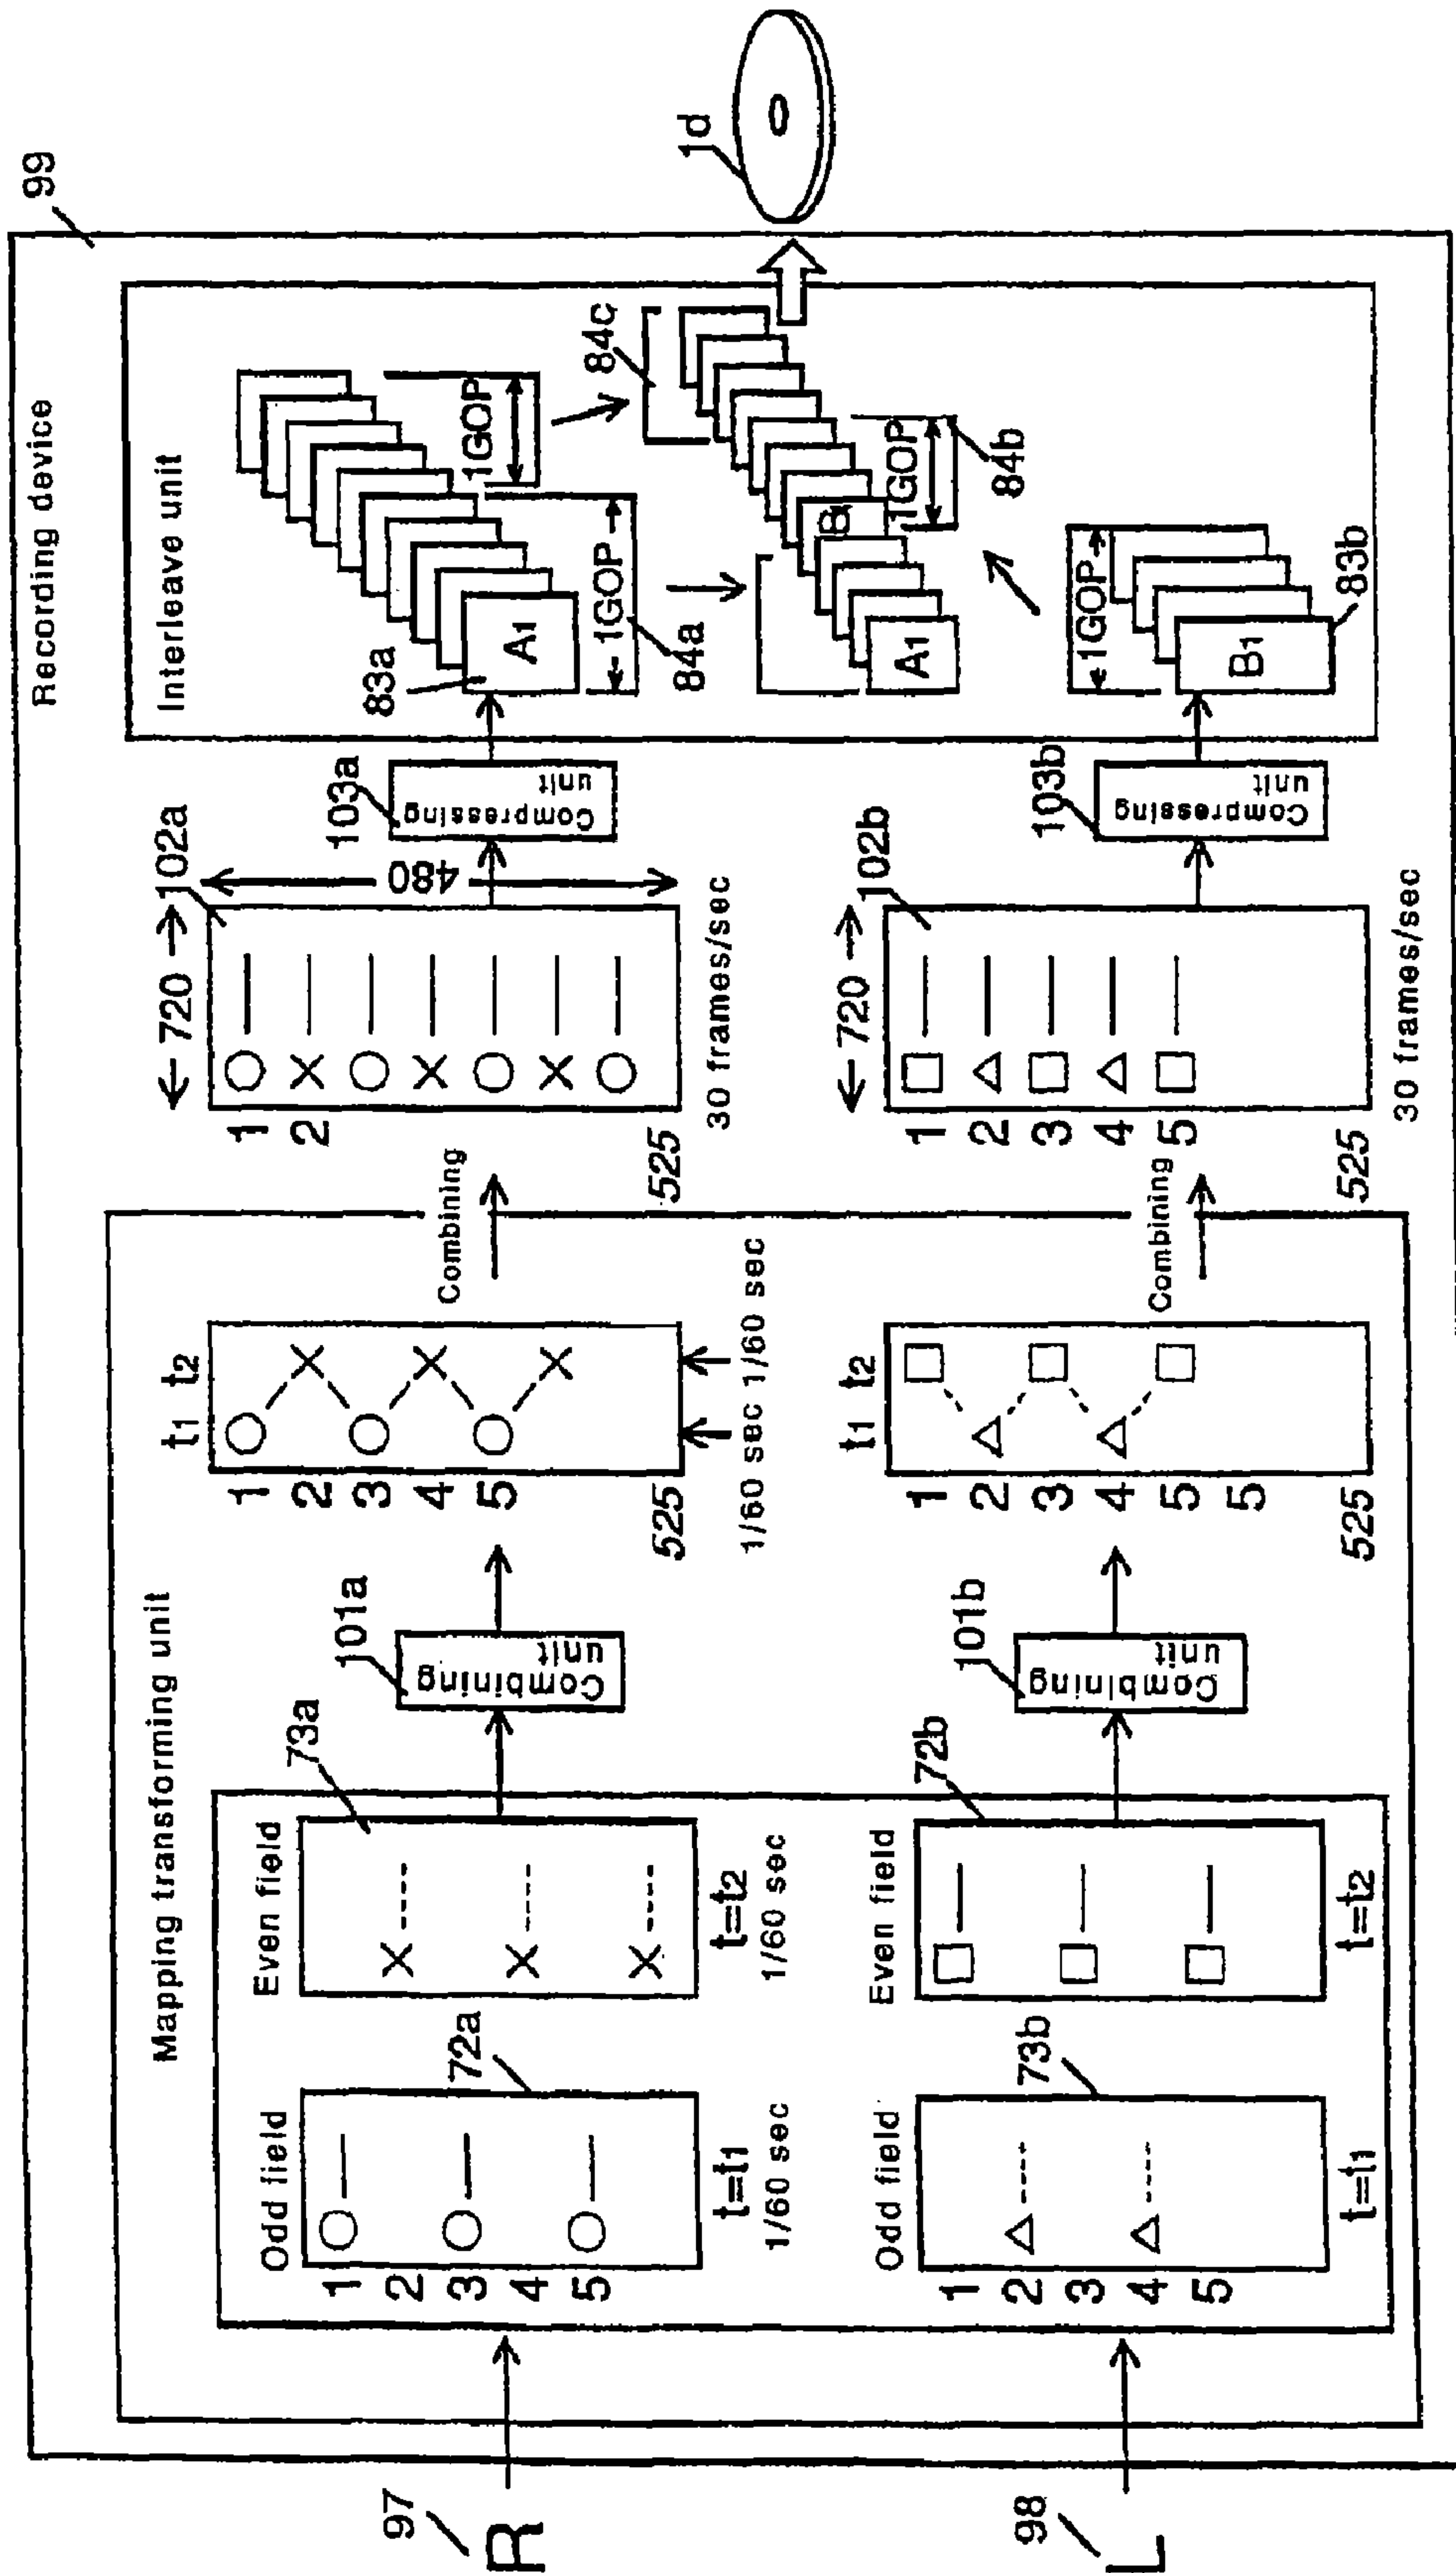 Recording device
99
Mapping transforming unit
Interleave unit
97
R
98
L
Odd field
Even field
72a
73a
1
2
3
4
5
t=t1
1/60 sec
t=t2
1/60 sec
Odd field
Even field
73b
72b
1
2
3
4
5
t=t1
t=t2
101a
Combining
unit
101b
Combining
unit
t1 t2
1
2
3
4
5
525
1/60 sec 1/60 sec
t1 t2
1
2
3
4
5
5
525
Combining
Combining
720
102a
480
1
2
525
30 frames/sec
720
102b
1
2
3
4
5
525
30 frames/sec
103a
Compressing
unit
103b
Compressing
unit
83a
A1
1GOP
84a
1GOP
84c
A1
B1
1GOP
84b
1GOP
B1
83b
1d